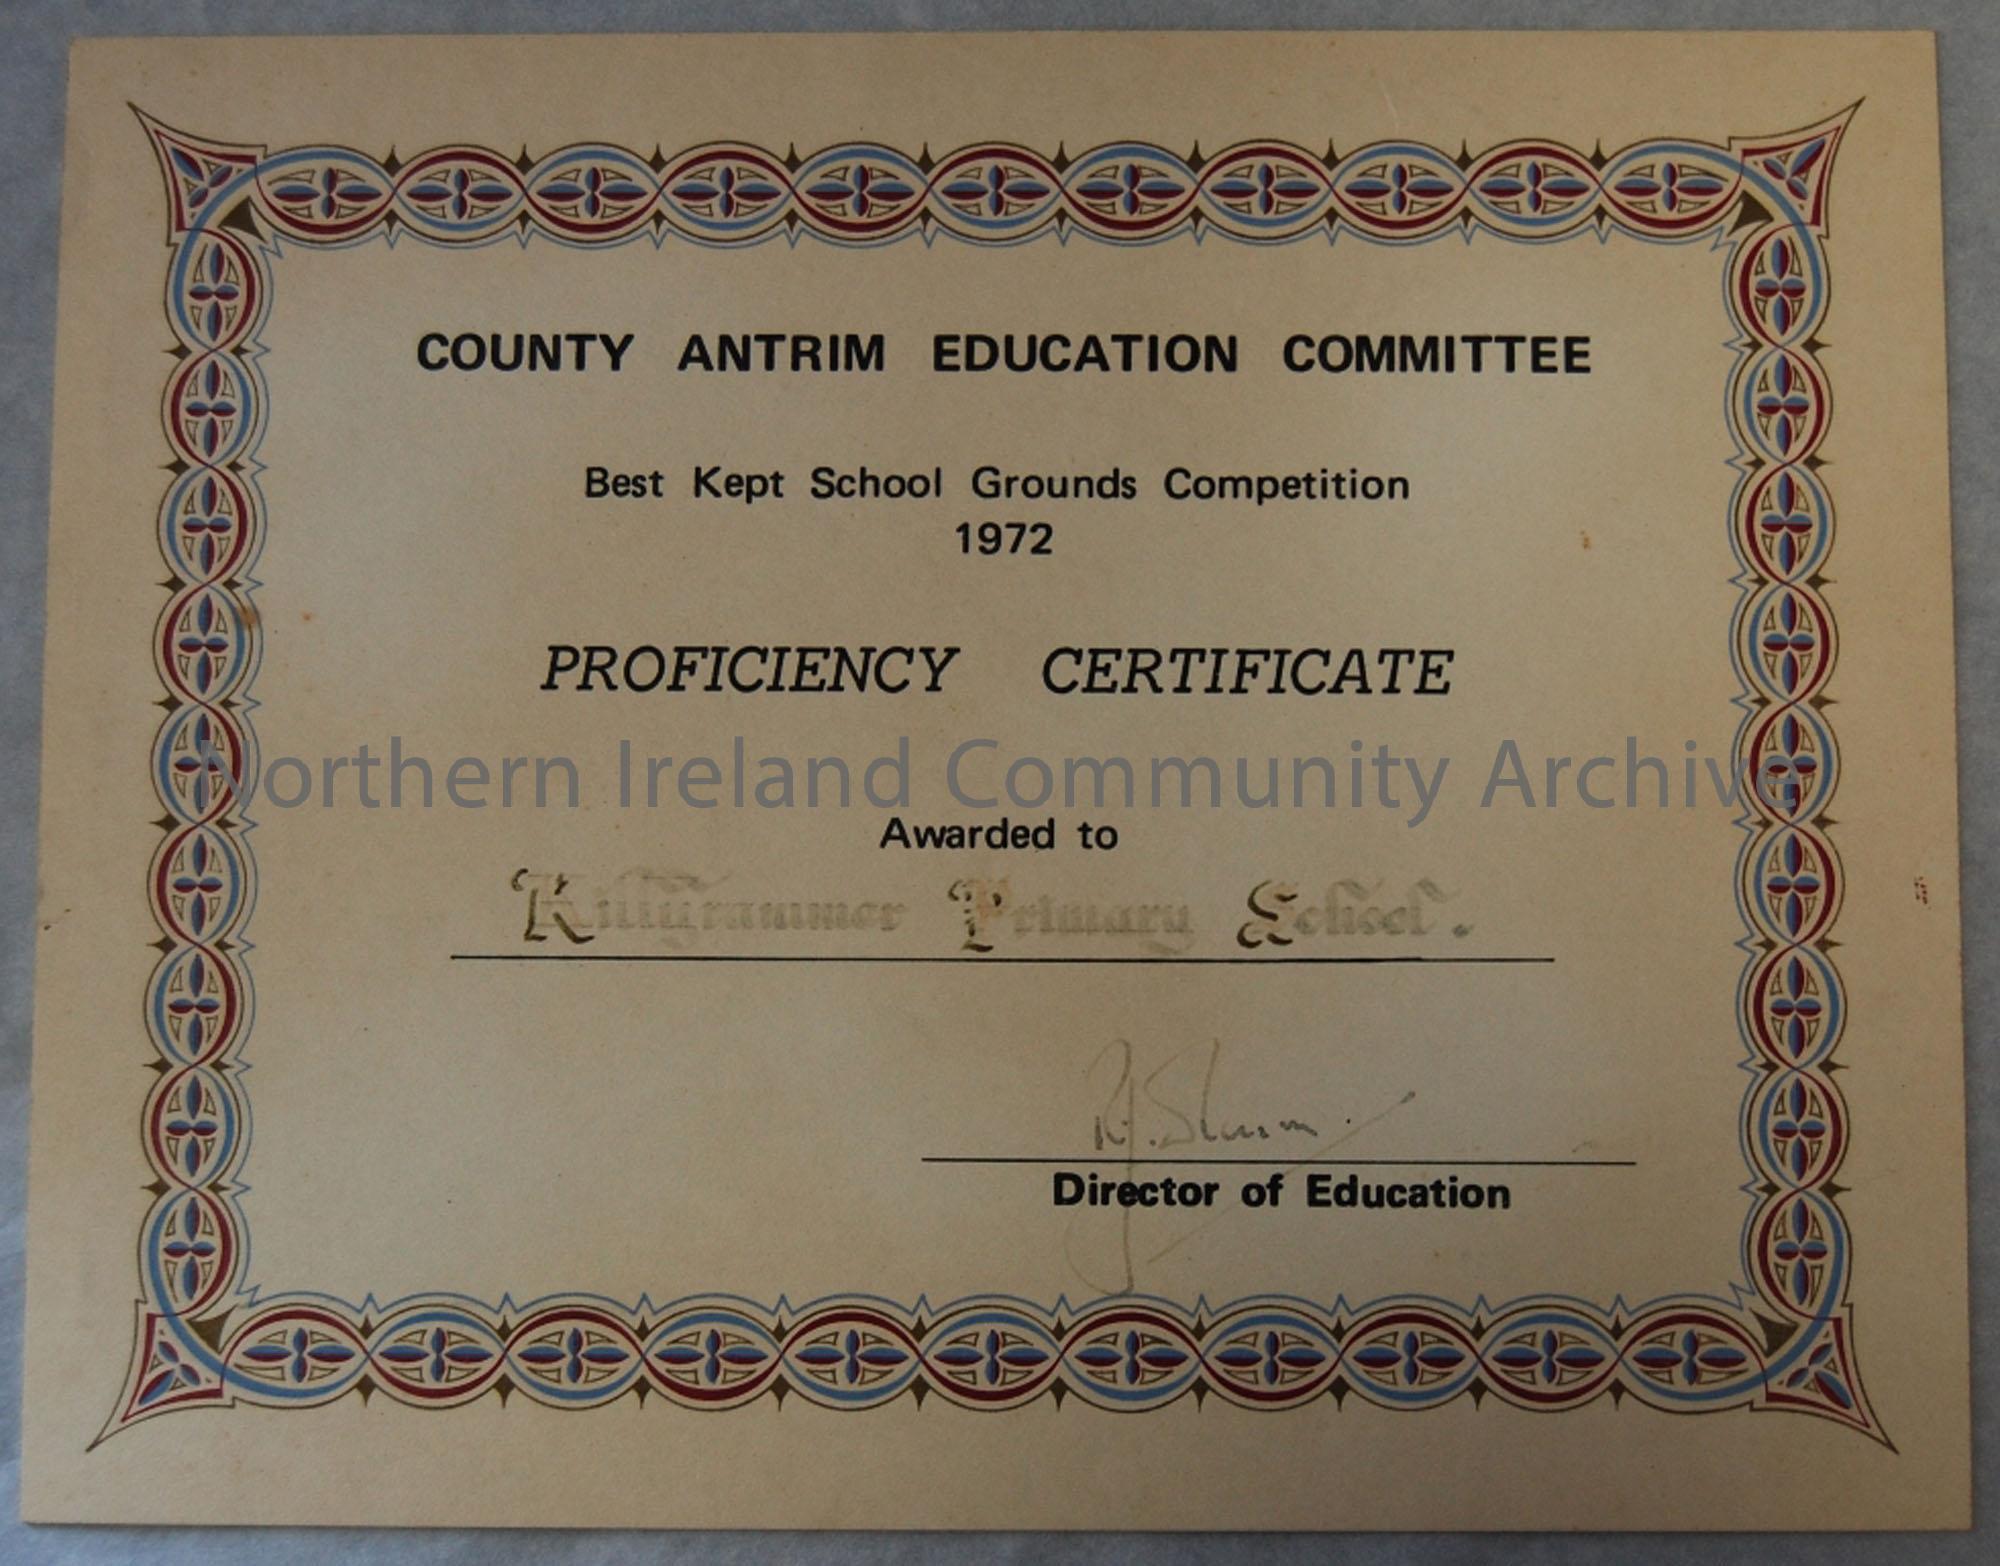 COUNTY ANTRIM EDUCATION COMMITTEE
Best Kept School Grounds Competition
1972
PROFICIENCY CERTIFICATE
Northern Ireland Community Archive
Awarded to
Killygrammer Primary School.
Director of Education